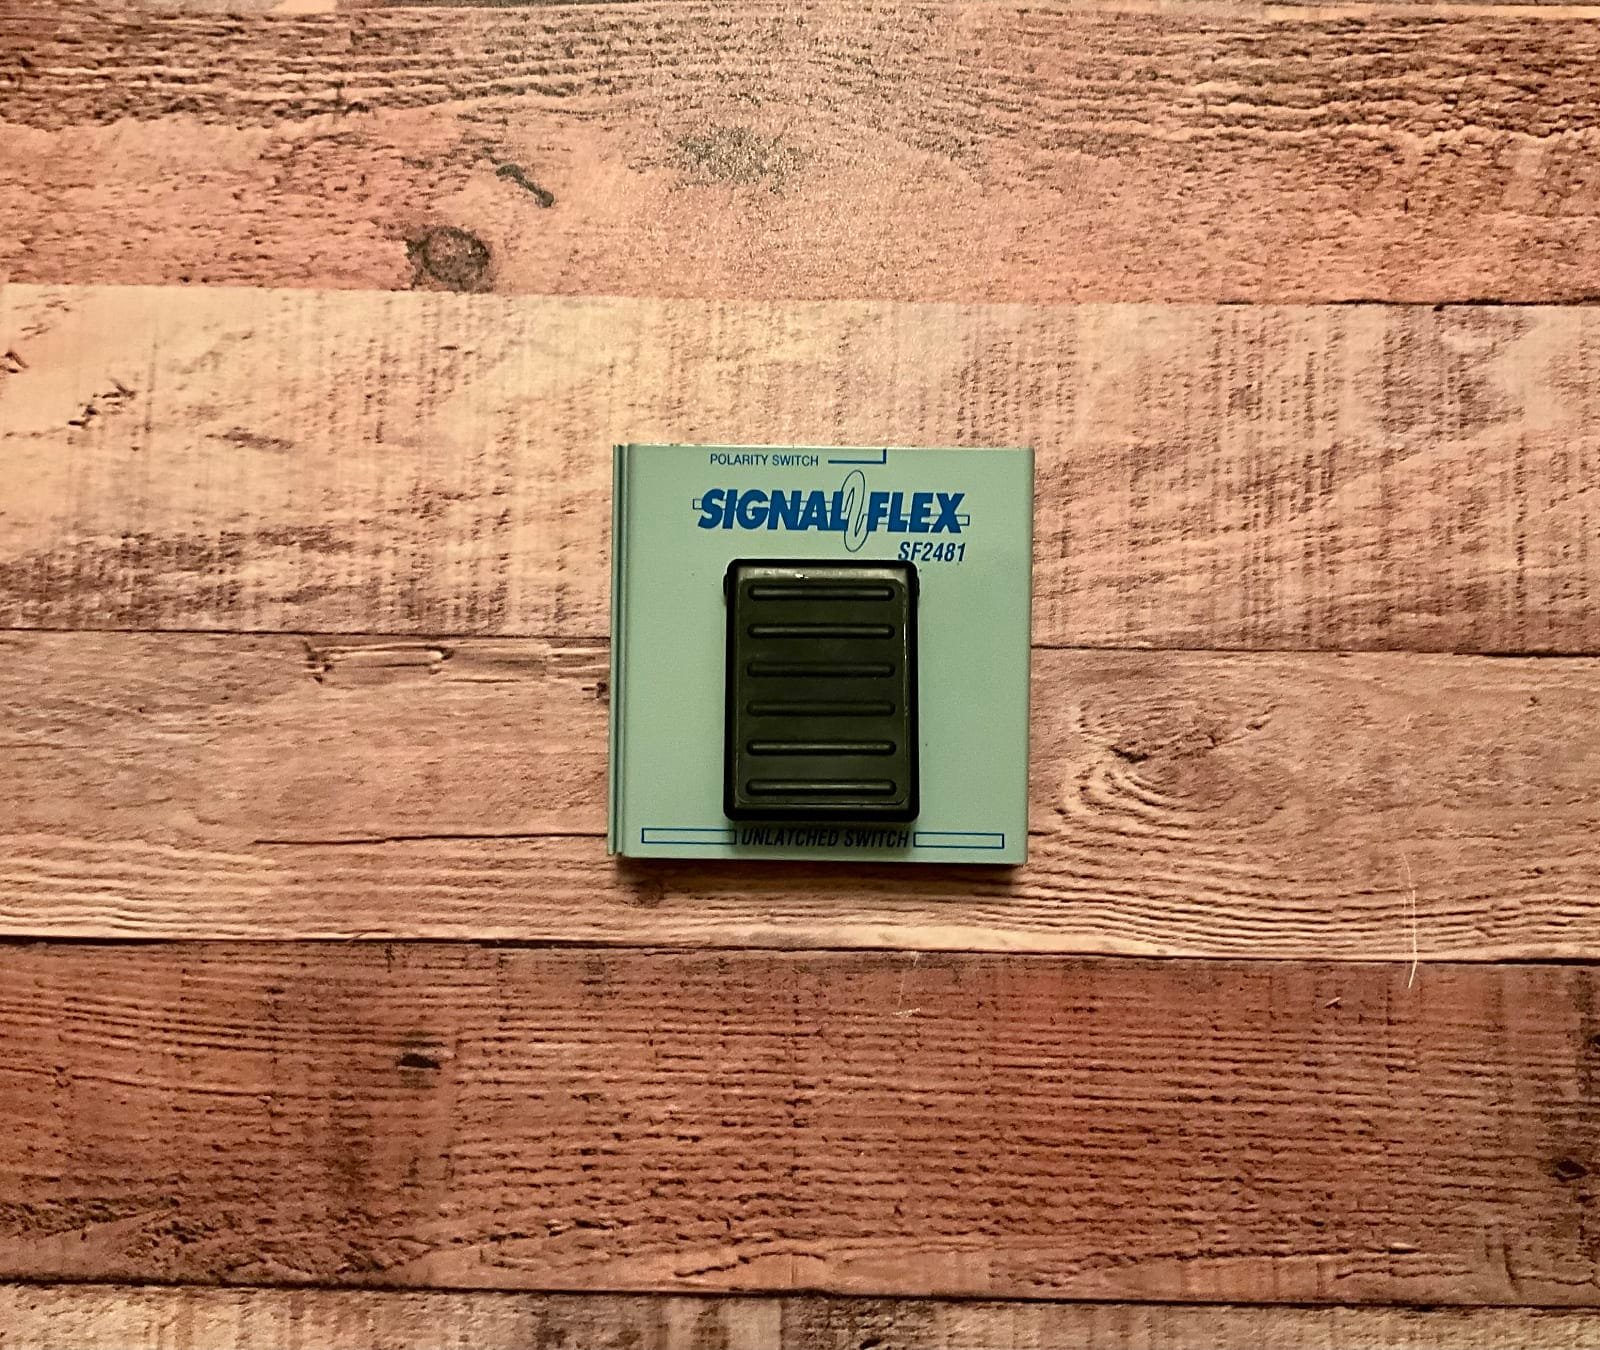 POLARITY SWITCH
SIGNAL FLEX
SF2481
UNLATCHED SWITCH